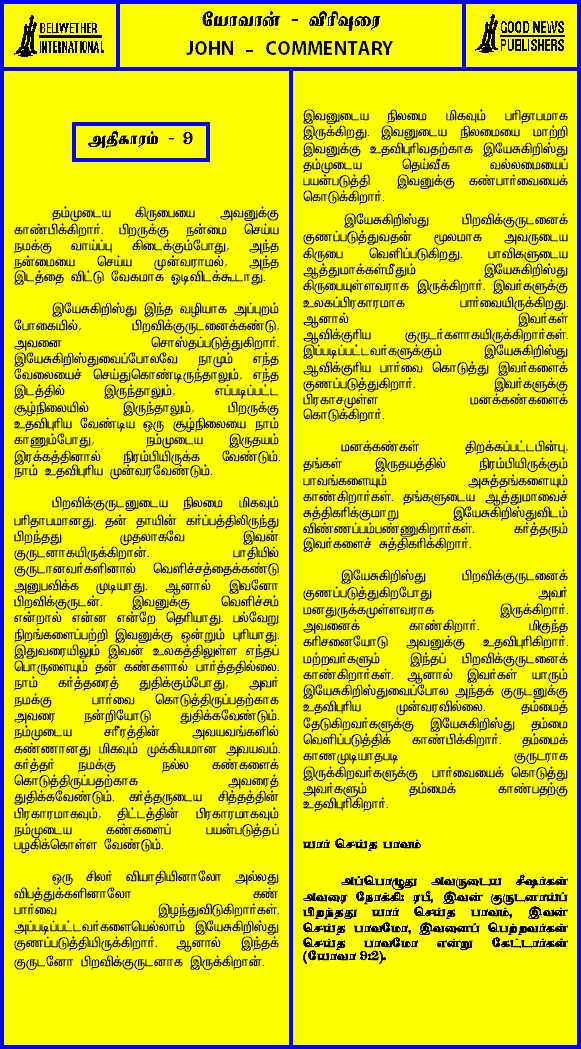 BELWETHER
INTERNATIONAL
யோவான் - விரிவுரை
JOHN - COMMENTARY
GOOD NEWS
PUBLISHERS
அதிகாரம் - 9
தம்முடைய கிருபையை அவனுக்கு
காண்பிக்கிறார். பிறருக்கு நன்மை செய்ய
நமக்கு வாய்ப்பு கிடைக்கும்போது, அந்த
நன்மையை செய்ய முன்வராமல், அந்த
இடத்தை விட்டு வேகமாக ஓடிவிடக்கூடாது.
இயேசுகிறிஸ்து இந்த வழியாக அப்புறம்
போகையில், பிறவிக்குருடனைக்கண்டு,
அவனை சொஸ்தப்படுத்துகிறார்.
இயேசுகிறிஸ்துவைப்போலவே நாமும் எந்த
வேலையைச் செய்துகொண்டிருந்தாலும், எந்த
இடத்தில் இருந்தாலும், எப்படிப்பட்ட
சூழ்நிலையில் இருந்தாலும், பிறருக்கு
உதவிபுரிய வேண்டிய ஒரு சூழ்நிலையை நாம்
காணும்போது, நம்முடைய இருதயம்
இரக்கத்தினால் நிரம்பியிருக்க வேண்டும்.
நாம் உதவிபுரிய முன்வரவேண்டும்.
பிறவிக்குருடனுடைய நிலமை மிகவும்
பரிதாபமானது. தன் தாயின் கர்ப்பத்திலிருந்து
பிறந்தது முதலாகவே இவன்
குருடனாகயிருக்கிறான். பாதியில்
குருடானவர்களினால் வெளிச்சத்தைக்கண்டு
அனுபவிக்க முடியாது. ஆனால் இவனோ
பிறவிக்குருடன். இவனுக்கு வெளிச்சம்
என்றால் என்ன என்றே தெரியாது. பல்வேறு
நிறங்களைப்பற்றி இவனுக்கு ஒன்றும் புரியாது.
இதுவரையிலும் இவன் உலகத்திலுள்ள எந்தப்
பொருளையும் தன் கண்களால் பார்த்ததில்லை.
நாம் கர்த்தரைத் துதிக்கும்போது, அவர்
நமக்கு பார்வை கொடுத்திருப்பதற்காக
அவரை நன்றியோடு துதிக்கவேண்டும்.
நம்முடைய சரீரத்தின் அவயவங்களில்
கண்ணானது மிகவும் முக்கியமான அவயவம்.
கர்த்தர் நமக்கு நல்ல கண்களைக்
கொடுத்திருப்பதற்காக அவரைத்
துதிக்கவேண்டும். கர்த்தருடைய சித்தத்தின்
பிரகாரமாகவும், திட்டத்தின் பிரகாரமாகவும்
நம்முடைய கண்களைப் பயன்படுத்தப்
பழகிக்கொள்ள வேண்டும்.
ஒரு சிலர் வியாதியினாலோ அல்லது
விபத்துக்களினாலோ கண்
பார்வை இழந்துவிடுகிறார்கள்.
அப்படிப்பட்டவர்களையெல்லாம் இயேசுகிறிஸ்து
குணப்படுத்தியிருக்கிறார். ஆனால் இந்தக்
குருடனோ பிறவிக்குருடனாக இருக்கிறான்.
இவனுடைய நிலமை மிகவும் பரிதாபமாக
இருக்கிறது. இவனுடைய நிலமையை மாற்றி
இவனுக்கு உதவிபுரிவதற்காக இயேசுகிறிஸ்து
தம்முடைய தெய்வீக வல்லமையைப்
பயன்படுத்தி இவனுக்கு கண்பார்வையைக்
கொடுக்கிறார்.
இயேசுகிறிஸ்து பிறவிக்குருடனைக்
குணப்படுத்துவதன் மூலமாக அவருடைய
கிருபை வெளிப்படுகிறது. பாவிகளுடைய
ஆத்துமாக்கள்மீதும் இயேசுகிறிஸ்து
கிருபையுள்ளவராக இருக்கிறார். இவர்களுக்கு
உலகப்பிரகாரமாக பார்வையிருக்கிறது.
ஆனால் இவர்கள்
ஆவிக்குரிய குருடர்களாகயிருக்கிறார்கள்.
இப்படிப்பட்டவர்களுக்கும் இயேசுகிறிஸ்து
ஆவிக்குரிய பார்வை கொடுத்து இவர்களைக்
குணப்படுத்துகிறார். இவர்களுக்கு
பிரகாசமுள்ள மனக்கண்களைக்
கொடுக்கிறார்.
மனக்கண்கள் திறக்கப்பட்டபின்பு,
தங்கள் இருதயத்தில் நிரம்பியிருக்கும்
பாவங்களையும் அசுத்தங்களையும்
காண்கிறார்கள். தங்களுடைய ஆத்துமாவைச்
சுத்திகரிக்குமாறு இயேசுகிறிஸ்துவிடம்
விண்ணப்பம்பண்ணுகிறார்கள். கர்த்தரும்
இவர்களைச் சுத்திகரிக்கிறார்.
இயேசுகிறிஸ்து பிறவிக்குருடனைக்
குணப்படுத்துகிறபோது அவர்
மனதுருக்கமுள்ளவராக இருக்கிறார்.
அவனைக் காண்கிறார். மிகுந்த
கரிசனையோடு அவனுக்கு உதவிபுரிகிறார்.
மற்றவர்களும் இந்தப் பிறவிக்குருடனைக்
காண்கிறார்கள். ஆனால் இவர்கள் யாரும்
இயேசுகிறிஸ்துவைப்போல அந்தக் குருடனுக்கு
உதவிபுரிய முன்வரவில்லை. தம்மைத்
தேடுகிறவர்களுக்கு இயேசுகிறிஸ்து தம்மை
வெளிப்படுத்திக் காண்பிக்கிறார். தம்மைக்
காணமுடியாதபடி குருடராக
இருக்கிறவர்களுக்கு பார்வையைக் கொடுத்து
அவர்களும் தம்மைக் காண்பதற்கு
உதவிபுரிகிறார்.
யார் செய்த பாவம்
அப்பொழுது அவருடைய சீஷர்கள்
அவரை நோக்கி: ரபீ, இவன் குருடனாய்ப்
பிறந்தது யார் செய்த பாவம், இவன்
செய்த பாவமோ, இவனைப் பெற்றவர்கள்
செய்த பாவமோ என்று கேட்டார்கள்
(யோவா 9:2).